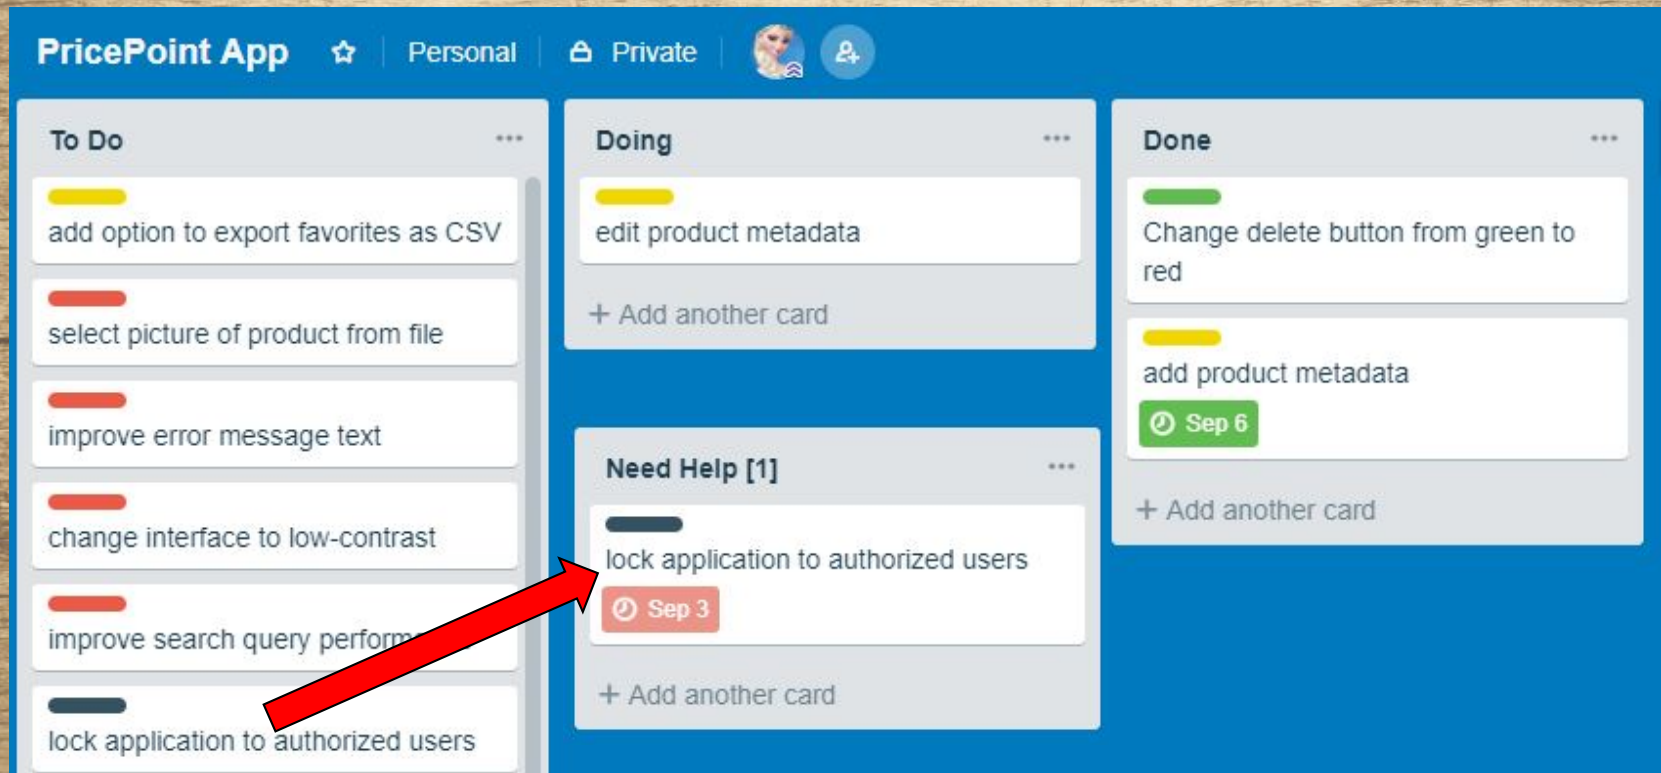 PricePoint App Personal Private
To Do
add option to export favorites as CSV
select picture of product from file
improve error message text
change interface to low-contrast
improve search query
lock application to authorized users
Doing
edit product metadata
+ Add another card
Need Help [1]
lock application to authorized users
Sep 3
+ Add another card
Done
Change delete button from green to
red
add product metadata
Sep 6
+ Add another card